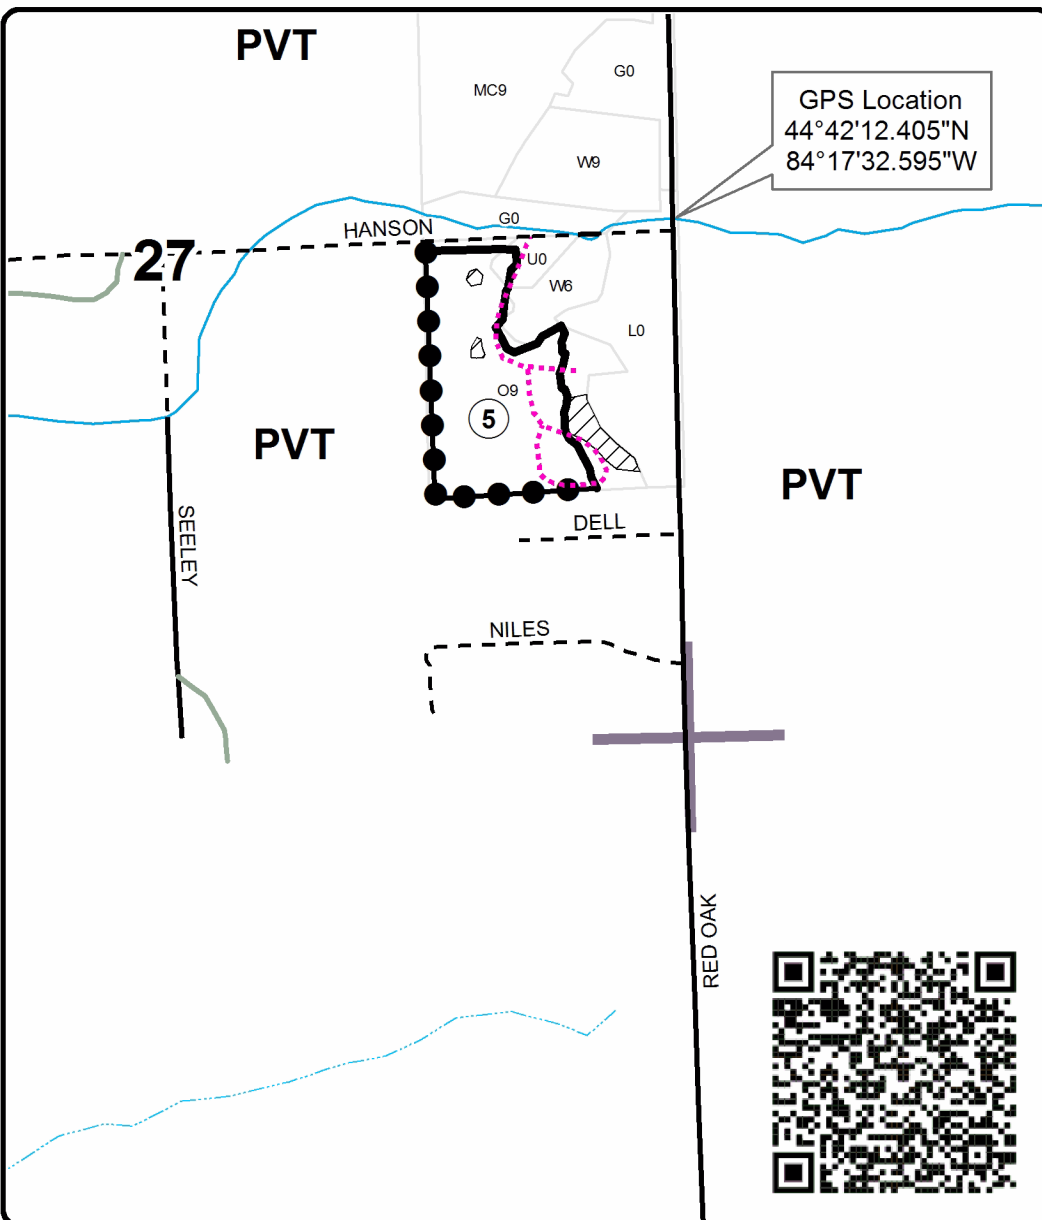 PVT
G0
MC9
GPS Location
44°42'12.405"N
84°17'32.595"W
W9
G0
HANSON
27
U0
W6
L0
O9
5
PVT
PVT
SEELEY
DELL
NILES
RED OAK